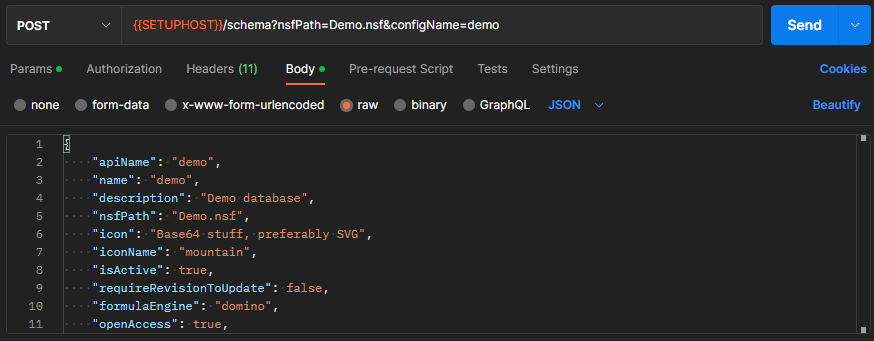 POST {{SETUPHOST}}/schema?nsfPath=Demo.nsf&configName=demo Send
Params Authorization Headers (11) Body Pre-request Script Tests Settings Cookies
none form-data x-www-form-urlencoded raw binary GraphQL JSON Beautify
1 {
2 "apiName": "demo",
3 "name": "demo",
4 "description": "Demo database",
5 "nsfPath": "Demo.nsf",
6 "icon": "Base64 stuff, preferably SVG",
7 "iconName": "mountain",
8 "isActive": true,
9 "requireRevisionToUpdate": false,
10 "formulaEngine": "domino",
11 "openAccess": true,